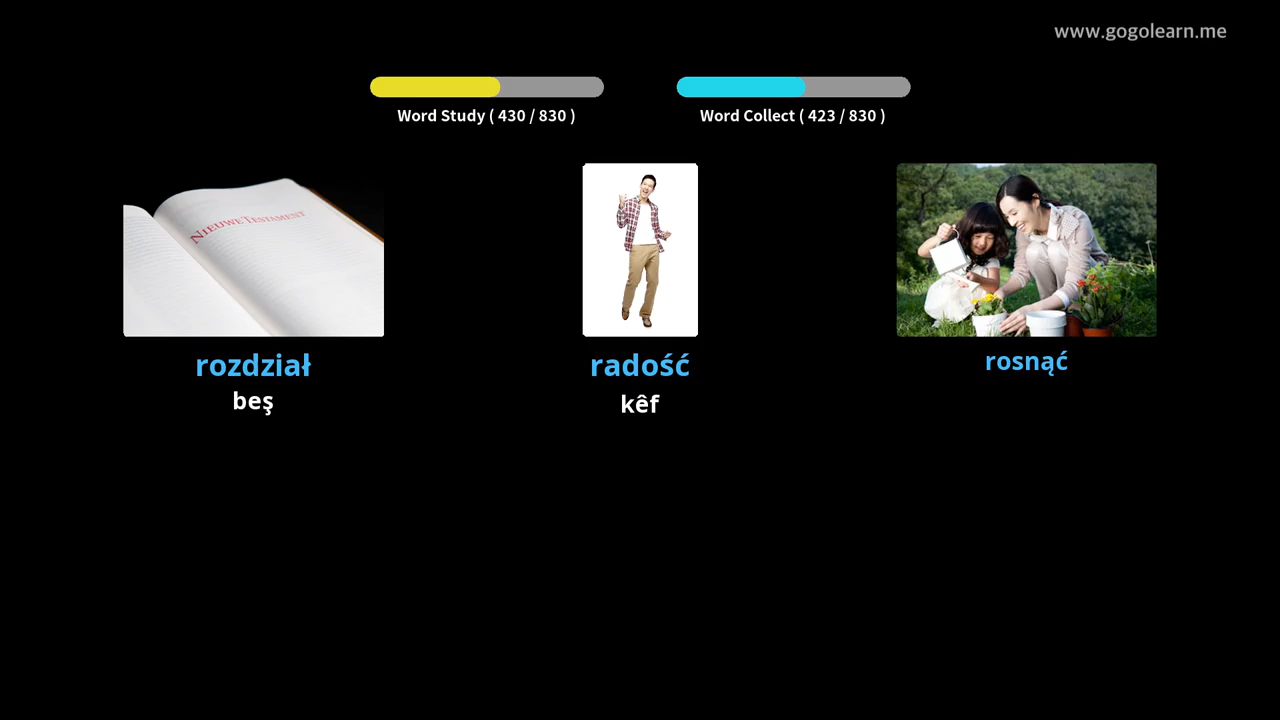 www.gogolearn.me
Word Study ( 430 / 830 )
Word Collect ( 423 / 830 )
NIEUWE TESTAMENT
rozdział
beş
radość
kêf
rosnąć